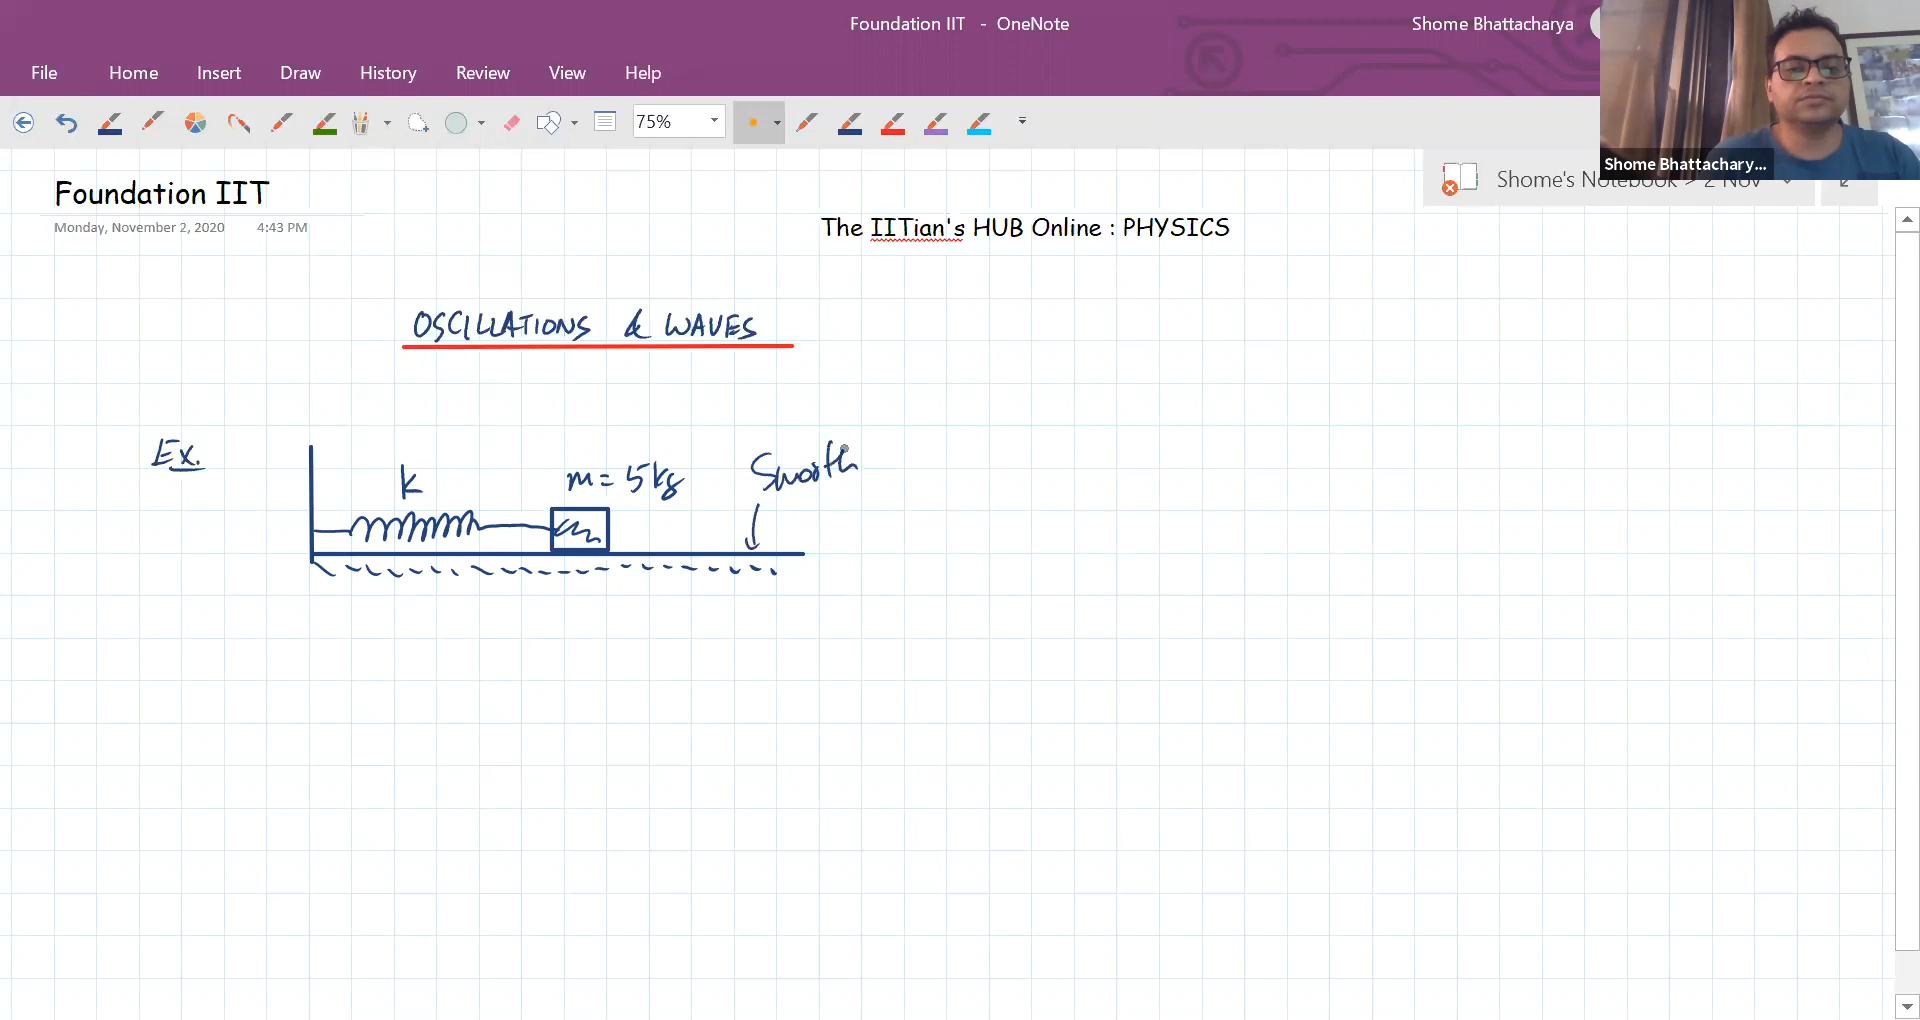 Foundation IIT - OneNote
Shome Bhattacharya
File Home Insert Draw History Review View Help
75%
Shome Bhattachary...
Shome's Notebook > 2 Nov
Foundation IIT
Monday, November 2, 2020 4:43 PM
The IITian's HUB Online : PHYSICS
OSCILLATIONS & WAVES
Ex.
k
m = 5kg
Smooth